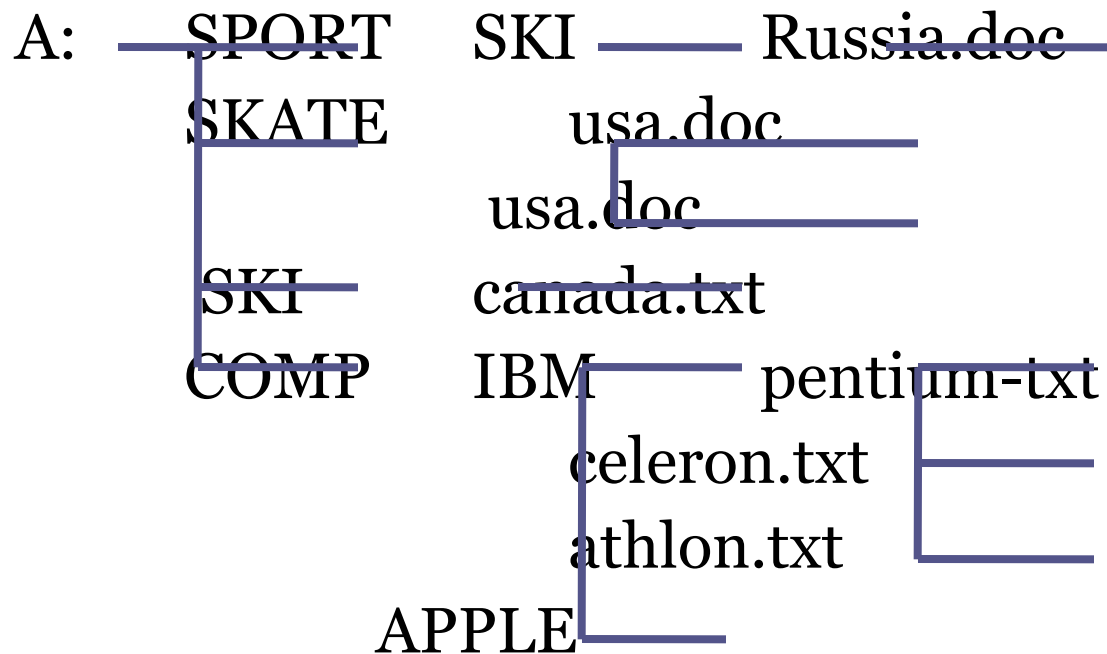 A: SPORT SKI Russia.doc
SKATE usa.doc
usa.doc
SKI canada.txt
COMP IBM pentium-txt
celeron.txt
athlon.txt
APPLE